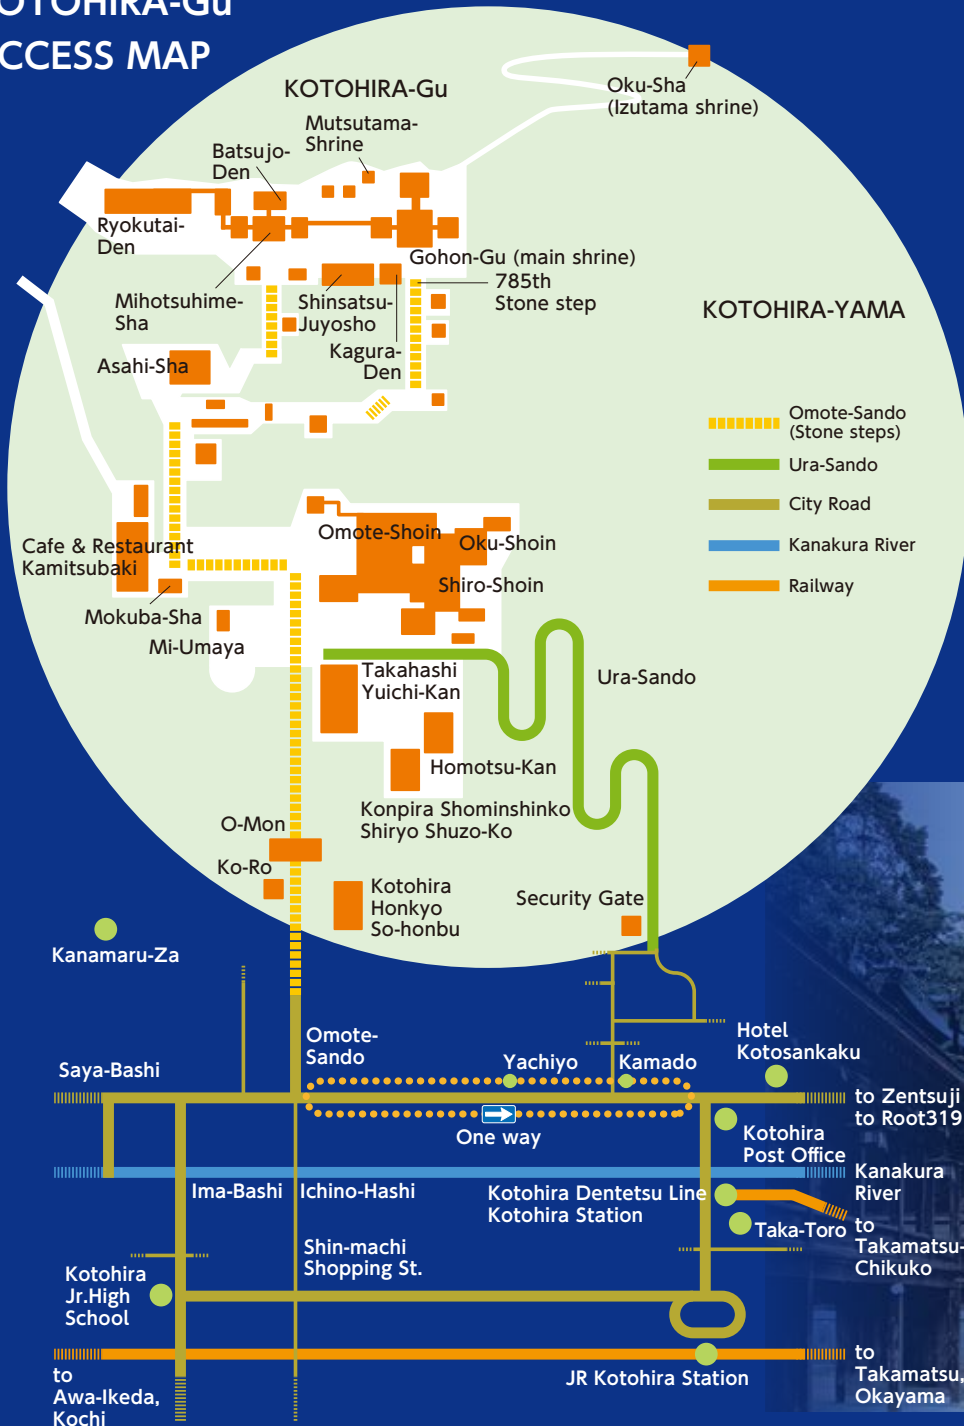 OTOHIRA-Gu
CCESS MAP
KOTOHIRA-Gu
Oku-Sha
(Izutama shrine)
Mutsutama-
Shrine
Batsujo-
Den
Ryokutai-
Den
Gohon-Gu (main shrine)
785th
Stone step
Mihotsuhime-
Sha
Shinsatsu-
Juyosho
Kagura-
Den
KOTOHIRA-YAMA
Asahi-Sha
Omote-Sando
(Stone steps)
Ura-Sando
City Road
Kanakura River
Railway
Omote-Shoin
Oku-Shoin
Shiro-Shoin
Cafe & Restaurant
Kamitsubaki
Mokuba-Sha
Mi-Umaya
Takahashi
Yuichi-Kan
Ura-Sando
Homotsu-Kan
Konpira Shominshinko
Shiryo Shuzo-Ko
O-Mon
Ko-Ro
Kotohira
Honkyo
So-honbu
Security Gate
Kanamaru-Za
Omote-
Sando
Hotel
Kotosankaku
Saya-Bashi
Yachiyo
Kamado
to Zentsuji
to Root319
One way
Kotohira
Post Office
Kanakura
River
Ima-Bashi
Ichino-Hashi
Kotohira Dentetsu Line
Kotohira Station
Taka-Toro
to
Takamatsu-
Chikuko
Shin-machi
Shopping St.
Kotohira
Jr.High
School
to
Awa-Ikeda,
Kochi
JR Kotohira Station
to
Takamatsu,
Okayama